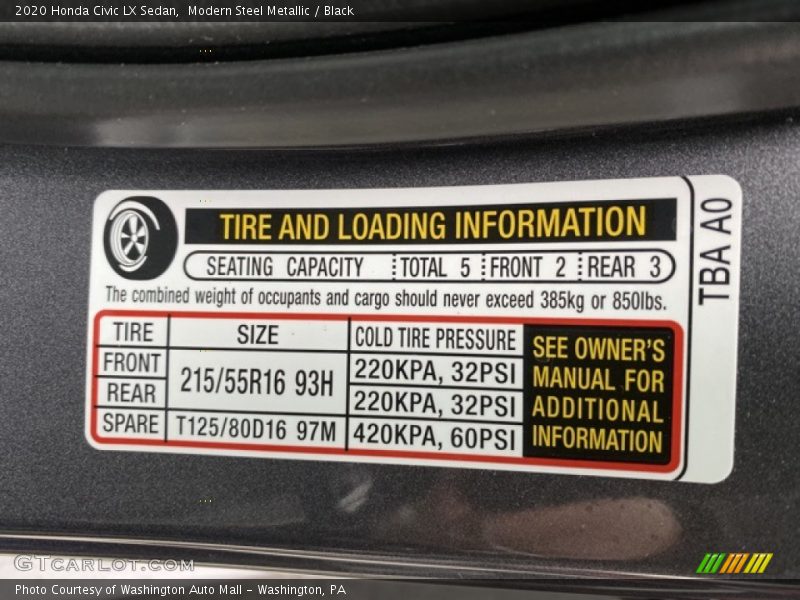 2020 Honda Civic LX Sedan, Modern Steel Metallic / Black
TIRE AND LOADING INFORMATION
SEATING CAPACITY TOTAL 5 FRONT 2 REAR 3
The combined weight of occupants and cargo should never exceed 385kg or 850lbs.
TIRE SIZE COLD TIRE PRESSURE
FRONT 215/55R16 93H 220KPA, 32PSI
REAR 220KPA, 32PSI
SPARE T125/80D16 97M 420KPA, 60PSI
SEE OWNER'S
MANUAL FOR
ADDITIONAL
INFORMATION
TBA A0
GTCARLOT.COM
Photo Courtesy of Washington Auto Mall - Washington, PA